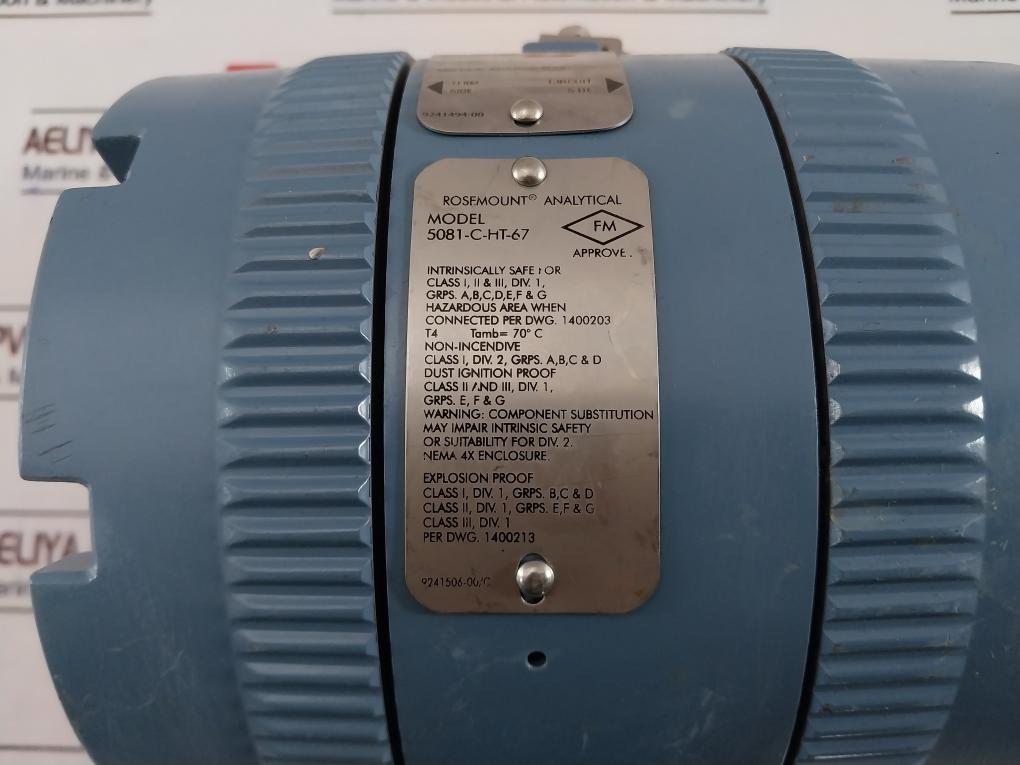 TERM
SIDE
CIRCUIT
SIDE
9241494-00
ROSEMOUNT® ANALYTICAL
MODEL
5081-C-HT-67
FM
APPROVE
INTRINSICALLY SAFE FOR
CLASS I, II & III, DIV. 1,
GRPS. A,B,C,D,E,F & G
HAZARDOUS AREA WHEN
CONNECTED PER DWG. 1400203
T4 Tamb= 70° C
NON-INCENDIVE
CLASS I, DIV. 2, GRPS. A,B,C & D
DUST IGNITION PROOF
CLASS II AND III, DIV. 1,
GRPS. E, F & G
WARNING: COMPONENT SUBSTITUTION
MAY IMPAIR INTRINSIC SAFETY
OR SUITABILITY FOR DIV. 2.
NEMA 4X ENCLOSURE.
EXPLOSION PROOF
CLASS I, DIV. 1, GRPS. B,C & D
CLASS II, DIV. 1, GRPS. E,F & G
CLASS III, DIV. 1
PER DWG. 1400213
9241506-00/C
Marine &